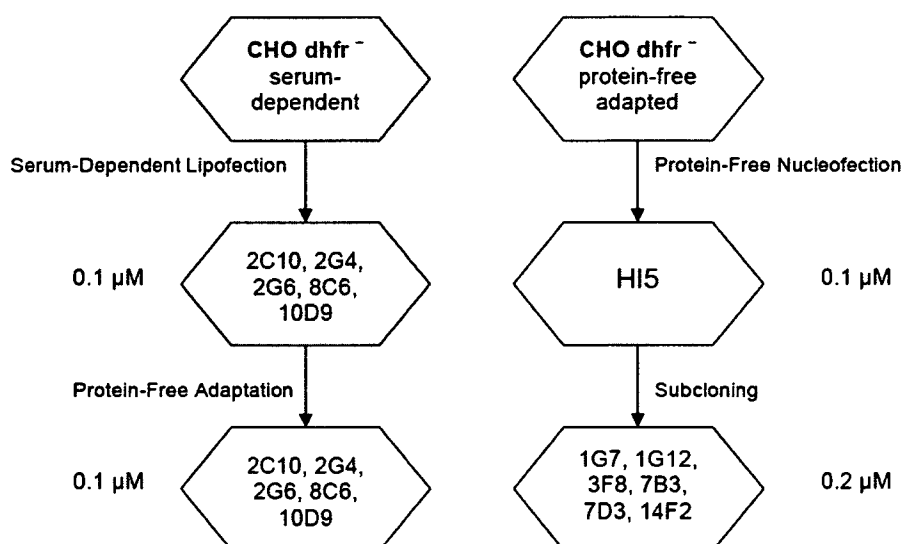 CHO dhfr ⁻
serum-
dependent
CHO dhfr ⁻
protein-free
adapted
Serum-Dependent Lipofection
Protein-Free Nucleofection
0.1 µM
2C10, 2G4,
2G6, 8C6,
10D9
HI5
0.1 µM
Protein-Free Adaptation
Subcloning
0.1 µM
2C10, 2G4,
2G6, 8C6,
10D9
1G7, 1G12,
3F8, 7B3,
7D3, 14F2
0.2 µM